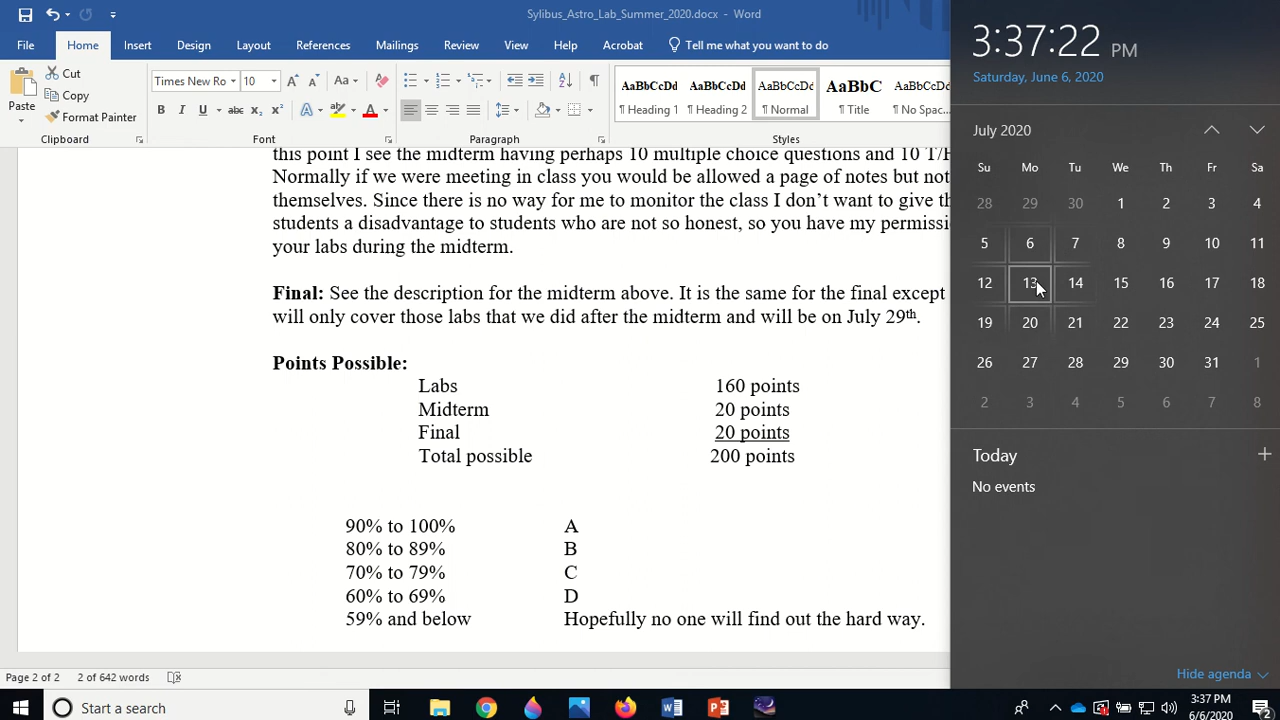 Sylibus_Astro_Lab_Summer_2020.docx - Word
File Home Insert Design Layout References Mailings Review View Help Acrobat Tell me what you want to do
Paste
Cut
Copy
Format Painter
Clipboard
Times New Ro 10
Font
Paragraph
AaBbCcDd AaBbCcDd AaBbCcDd AaBbC AaBbCcDd
¶ Heading 1 ¶ Heading 2 ¶ Normal ¶ Title ¶ No Spac...
Styles
this point I see the midterm having perhaps 10 multiple choice questions and 10 T/F
Normally if we were meeting in class you would be allowed a page of notes but not
themselves. Since there is no way for me to monitor the class I don’t want to give th
students a disadvantage to students who are not so honest, so you have my permissi
your labs during the midterm.
Final: See the description for the midterm above. It is the same for the final except
will only cover those labs that we did after the midterm and will be on July 29th.
Points Possible:
Labs 160 points
Midterm 20 points
Final 20 points
Total possible 200 points
90% to 100% A
80% to 89% B
70% to 79% C
60% to 69% D
59% and below Hopefully no one will find out the hard way.
Page 2 of 2 2 of 642 words
3:37:22 PM
Saturday, June 6, 2020
July 2020
Su Mo Tu We Th Fr Sa
28 29 30 1 2 3 4
5 6 7 8 9 10 11
12 13 14 15 16 17 18
19 20 21 22 23 24 25
26 27 28 29 30 31 1
2 3 4 5 6 7 8
Today
No events
Hide agenda
Start a search
3:37 PM
6/6/2020
2